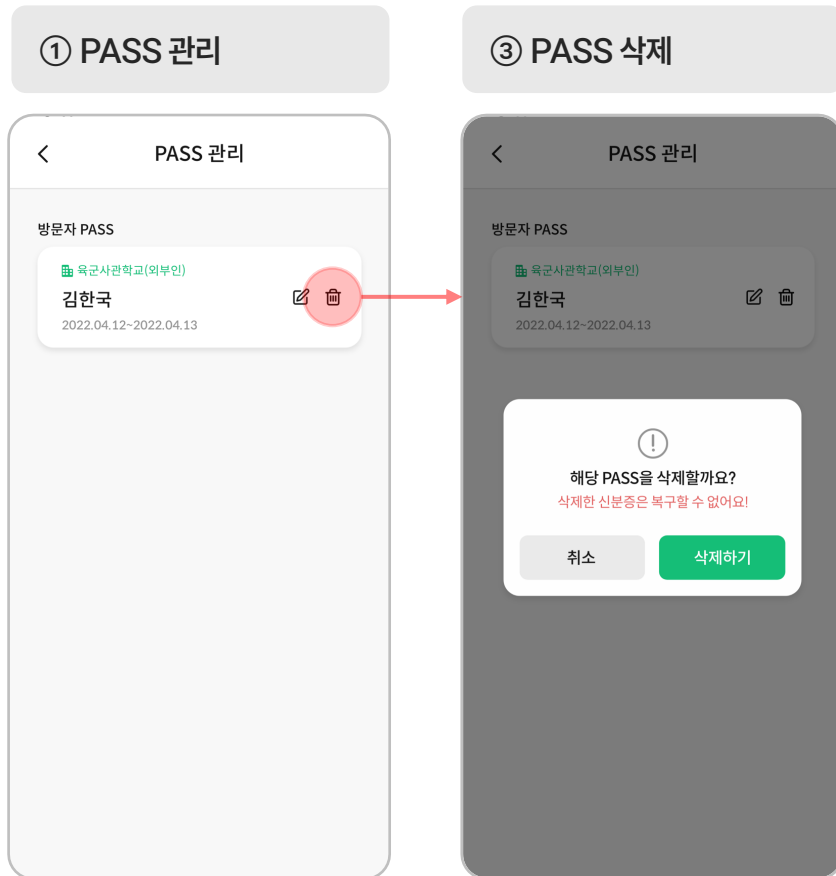 ① PASS 관리
PASS 관리
방문자 PASS
육군사관학교(외부인)
김한국
2022.04.12~2022.04.13
③ PASS 삭제
PASS 관리
방문자 PASS
육군사관학교(외부인)
김한국
2022.04.12~2022.04.13
해당 PASS을 삭제할까요?
삭제한 신분증은 복구할 수 없어요!
취소
삭제하기